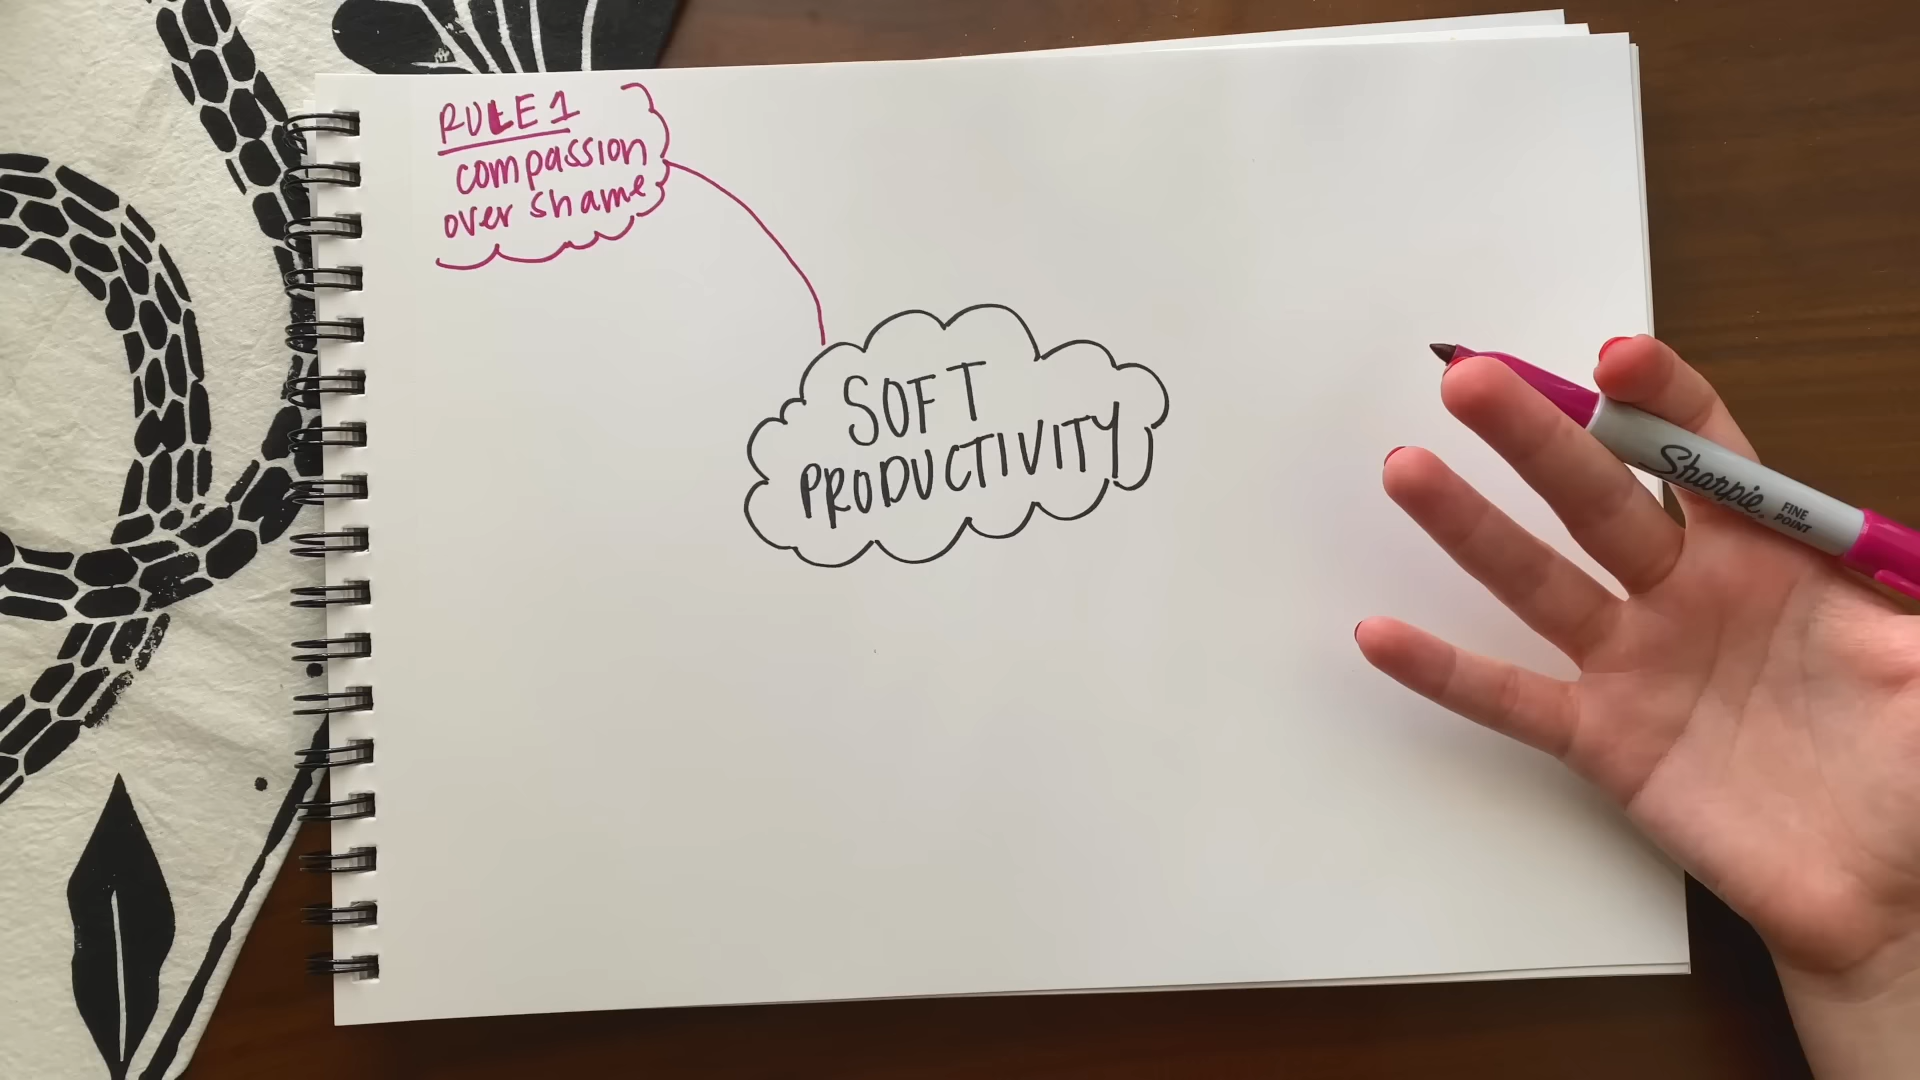 RULE 1
compassion
over shame
SOFT
PRODUCTIVITY
Sharpie.
FINE
POINT